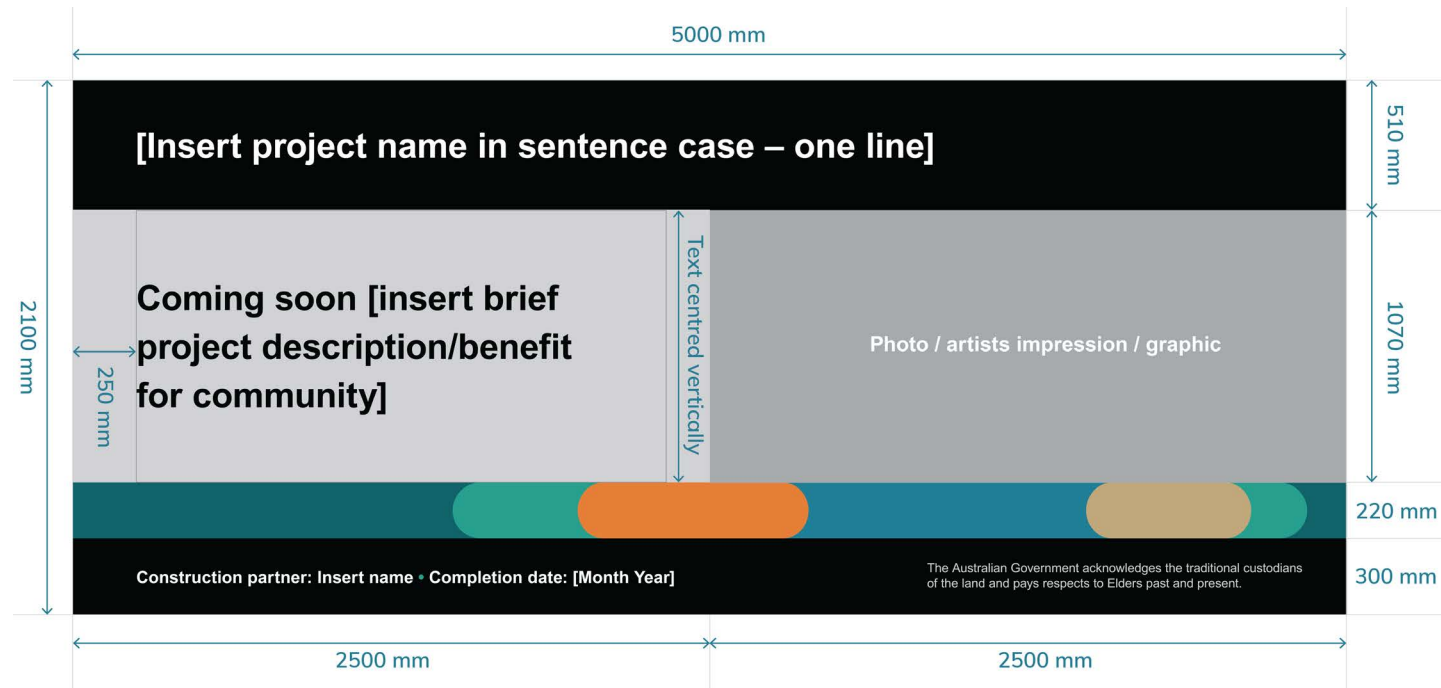 5000 mm
[Insert project name in sentence case – one line]
510 mm
2100 mm
250 mm
Coming soon [insert brief
project description/benefit
for community]
Text centred vertically
Photo / artists impression / graphic
1070 mm
220 mm
Construction partner: Insert name • Completion date: [Month Year]
The Australian Government acknowledges the traditional custodians
of the land and pays respects to Elders past and present.
300 mm
2500 mm
2500 mm